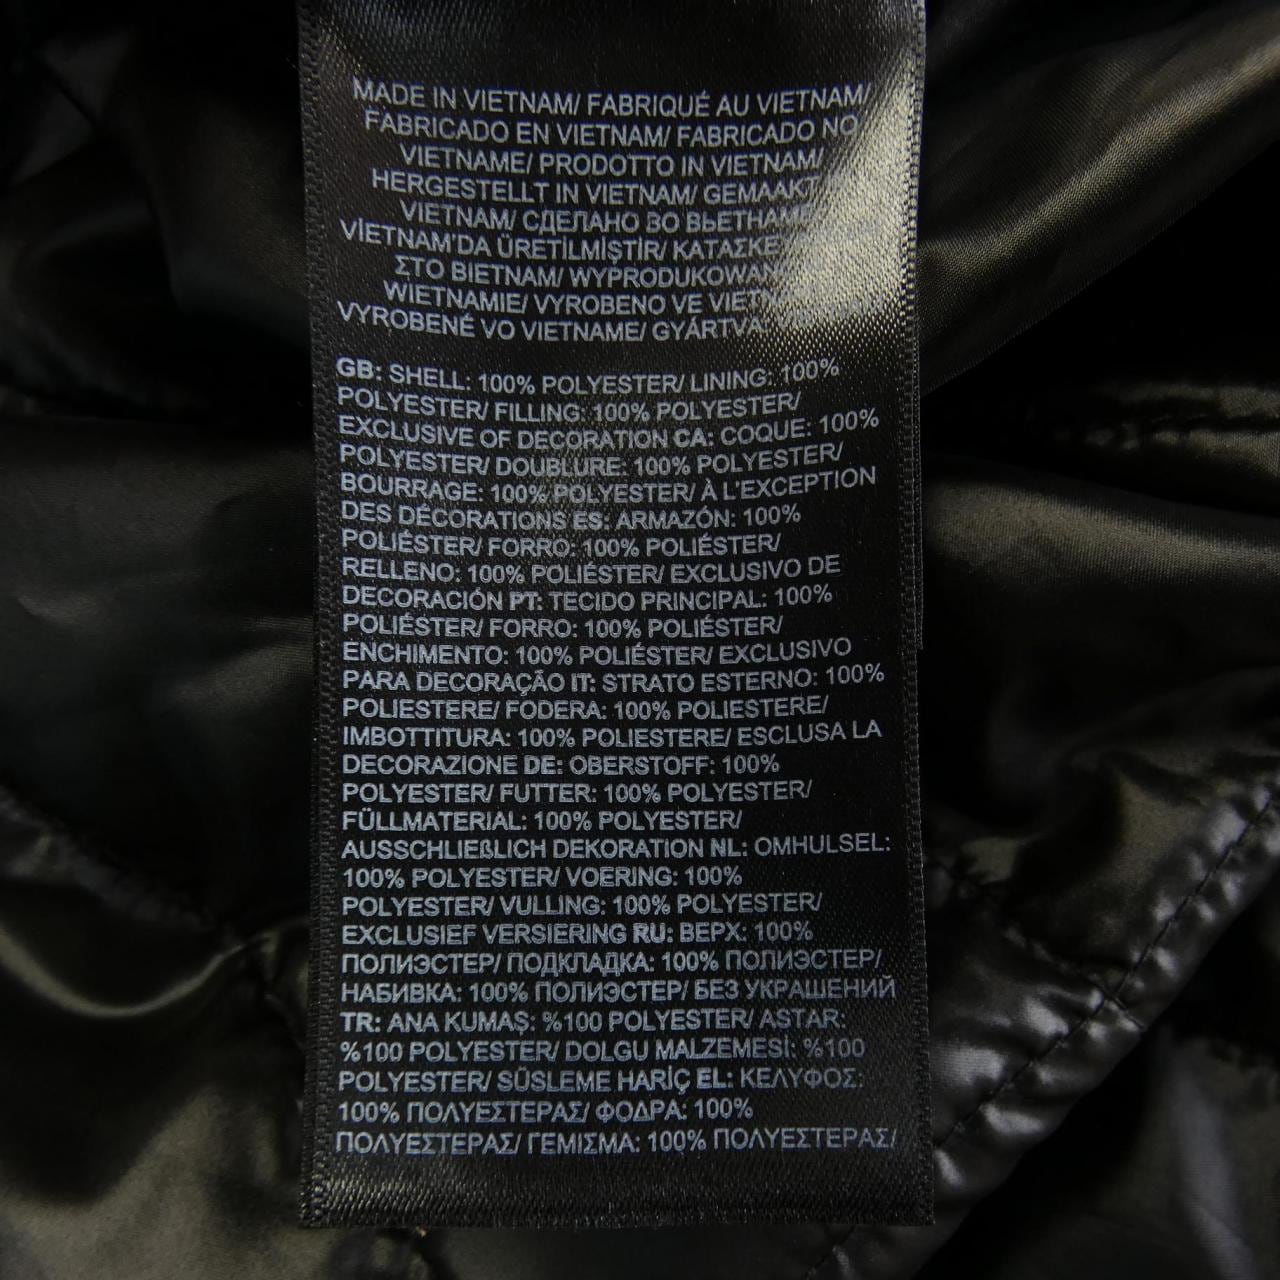 MADE IN VIETNAM/ FABRIQUÉ AU VIETNAM/
FABRICADO EN VIETNAM/ FABRICADO NO
VIETNAME/ PRODOTTO IN VIETNAM/
HERGESTELLT IN VIETNAM/ GEMAAKT
VIETNAM/ СДЕЛАНО ВО ВЬЕТНАМЕ
VİETNAM'DA ÜRETİLMİŞTİR/
ΣΤΟ ΒΙΕΤΝΑΜ/
WIETNAMIE/ VYROBENO VE
VYROBENÉ VO VIETNAME/
GB: SHELL: 100% POLYESTER/ LINING: 100%
POLYESTER/ FILLING: 100% POLYESTER/
EXCLUSIVE OF DECORATION CA: COQUE: 100%
POLYESTER/ DOUBLURE: 100% POLYESTER/
BOURRAGE: 100% POLYESTER/ À L'EXCEPTION
DES DÉCORATIONS ES: ARMAZÓN: 100%
POLIÉSTER/ FORRO: 100% POLIÉSTER/
RELLENO: 100% POLIÉSTER/ EXCLUSIVO DE
DECORACIÓN PT: TECIDO PRINCIPAL: 100%
POLIÉSTER/ FORRO: 100% POLIÉSTER/
ENCHIMENTO: 100% POLIÉSTER/ EXCLUSIVO
PARA DECORAÇÃO IT: STRATO ESTERNO: 100%
POLIESTERE/ FODERA: 100% POLIESTERE/
IMBOTTITURA: 100% POLIESTERE/ ESCLUSA LA
DECORAZIONE DE: OBERSTOFF: 100%
POLYESTER/ FUTTER: 100% POLYESTER/
FÜLLMATERIAL: 100% POLYESTER/
AUSSCHLIEßLICH DEKORATION NL: OMHULSEL:
100% POLYESTER/ VOERING: 100%
POLYESTER/ VULLING: 100% POLYESTER/
EXCLUSIEF VERSIERING RU: ВЕРХ: 100%
ПОЛИЭСТЕР/ ПОДКЛАДКА: 100% ПОЛИЭСТЕР/
НАБИВКА: 100% ПОЛИЭСТЕР/ БЕЗ УКРАШЕНИЙ
TR: ANA KUMAŞ: %100 POLYESTER/ ASTAR:
%100 POLYESTER/ DOLGU MALZEMESİ: %100
POLYESTER/ SÜSLEME HARİÇ EL: ΚΕΛΥΦΟΣ:
100% ΠΟΛΥΕΣΤΕΡΑΣ/ ΦΟΔΡΑ: 100%
ΠΟΛΥΕΣΤΕΡΑΣ/ ΓΕΜΙΣΜΑ: 100% ΠΟΛΥΕΣΤΕΡΑΣ/